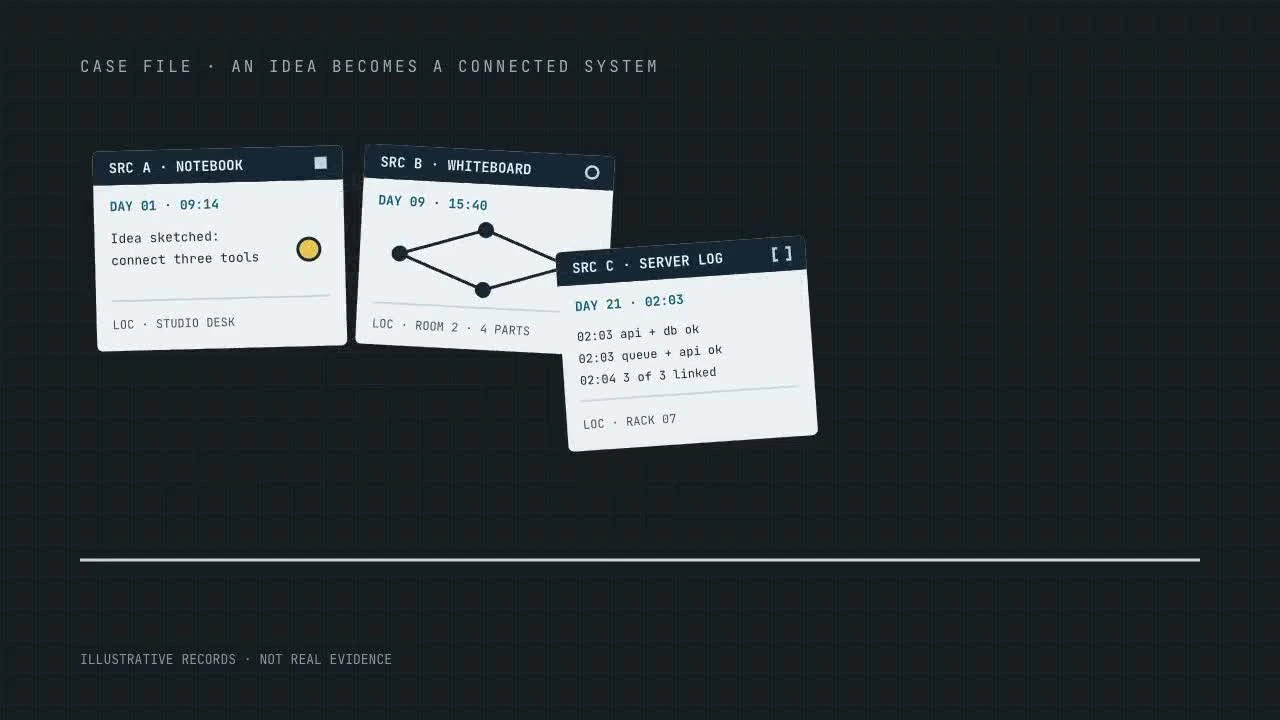 CASE FILE · AN IDEA BECOMES A CONNECTED SYSTEM
SRC A · NOTEBOOK
DAY 01 · 09:14
Idea sketched:
connect three tools
LOC · STUDIO DESK
SRC B · WHITEBOARD
DAY 09 · 15:40
LOC · ROOM 2 · 4 PARTS
SRC C · SERVER LOG
[ ]
DAY 21 · 02:03
02:03 api + db ok
02:03 queue + api ok
02:04 3 of 3 linked
LOC · RACK 07
ILLUSTRATIVE RECORDS · NOT REAL EVIDENCE